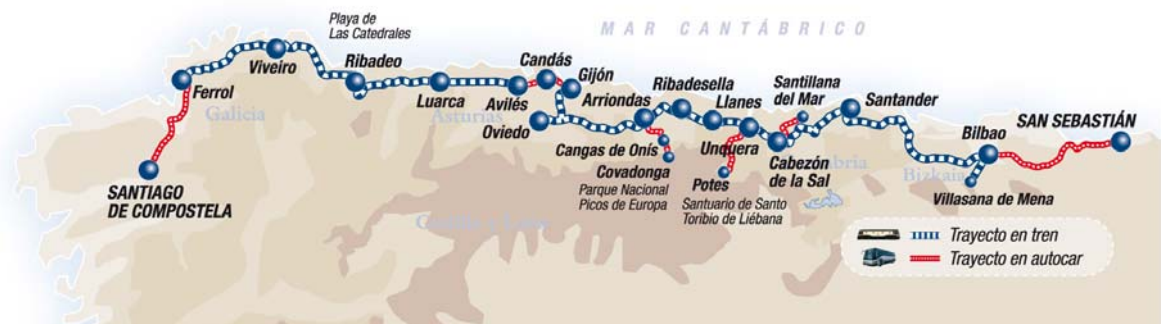 MAR CANTÁBRICO
Playa de
Las Catedrales
Viveiro
Ribadeo
Ferrol
Galicia
Luarca
Avilés
Candás
Gijón
Asturias
Oviedo
Arriondas
Ribadesella
Llanes
Santillana
del Mar
Santander
Cangas de Onís
Covadonga
Parque Nacional
Picos de Europa
Unquera
Potes
Santuario de Santo
Toribio de Liébana
Cabezón
de la Sal
Bilbao
Bizkaia
SAN SEBASTIÁN
Villasana de Mena
SANTIAGO
DE COMPOSTELA
Trayecto en tren
Trayecto en autocar